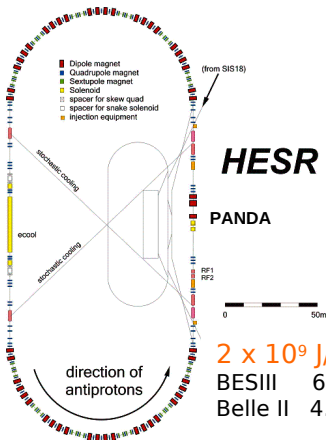 Dipole magnet
Quadrupole magnet
Sextupole magnet
Solenoid
spacer for skew quad
spacer for snake solenoid
injection equipment
(from SIS18)
HESR
stochastic cooling
PANDA
ecool
stochastic cooling
RF1
RF2
0 50m
direction of
antiprotons
2 x 10⁹ J/
BESIII 6
Belle II 4.